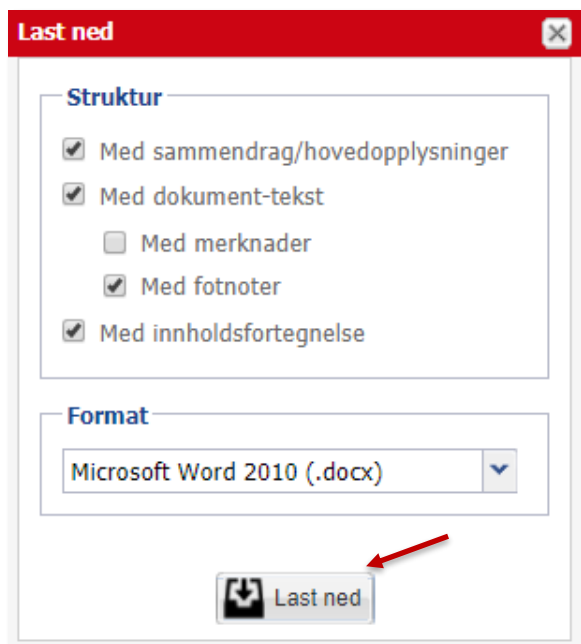 Last ned
Struktur
Med sammendrag/hovedopplysninger
Med dokument-tekst
Med merknader
Med fotnoter
Med innholdsfortegnelse
Format
Microsoft Word 2010 (.docx)
Last ned